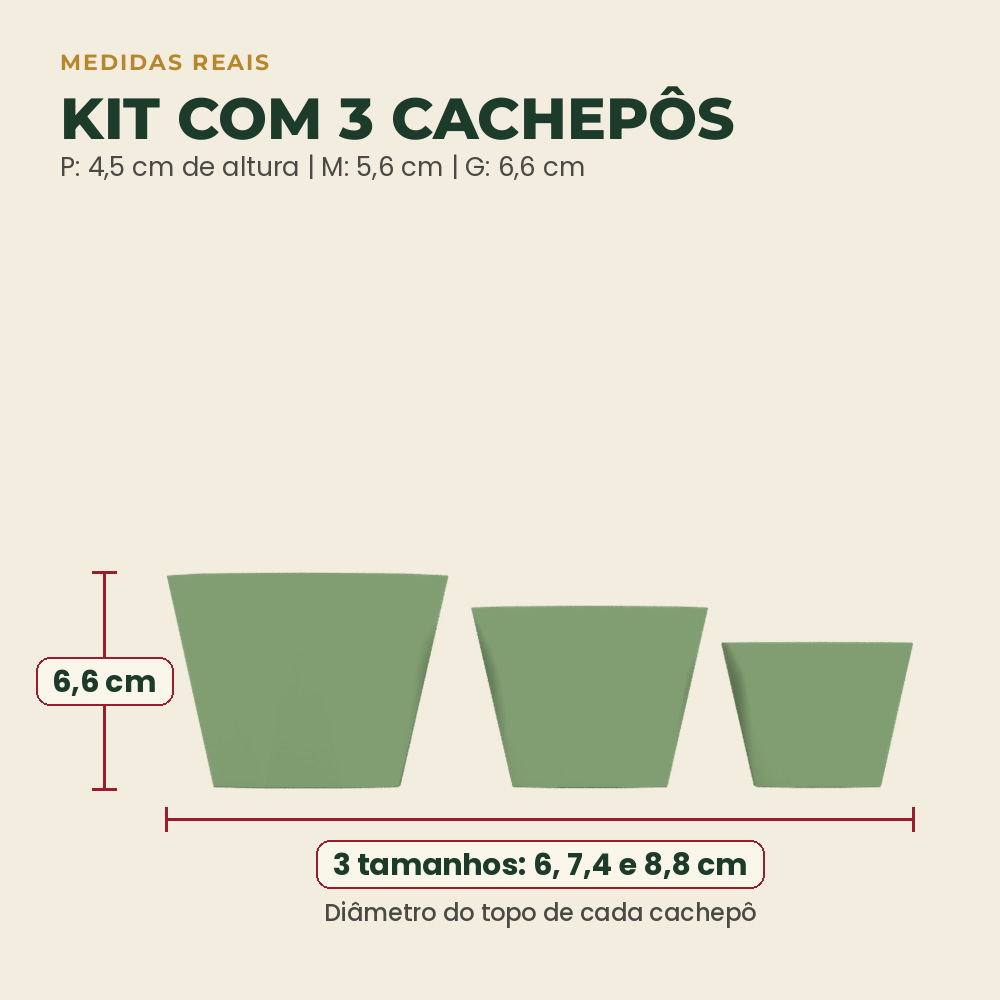 MEDIDAS REAIS
KIT COM 3 CACHEPÔS
P: 4,5 cm de altura | M: 5,6 cm | G: 6,6 cm
6,6 cm
3 tamanhos: 6, 7,4 e 8,8 cm
Diâmetro do topo de cada cachepô